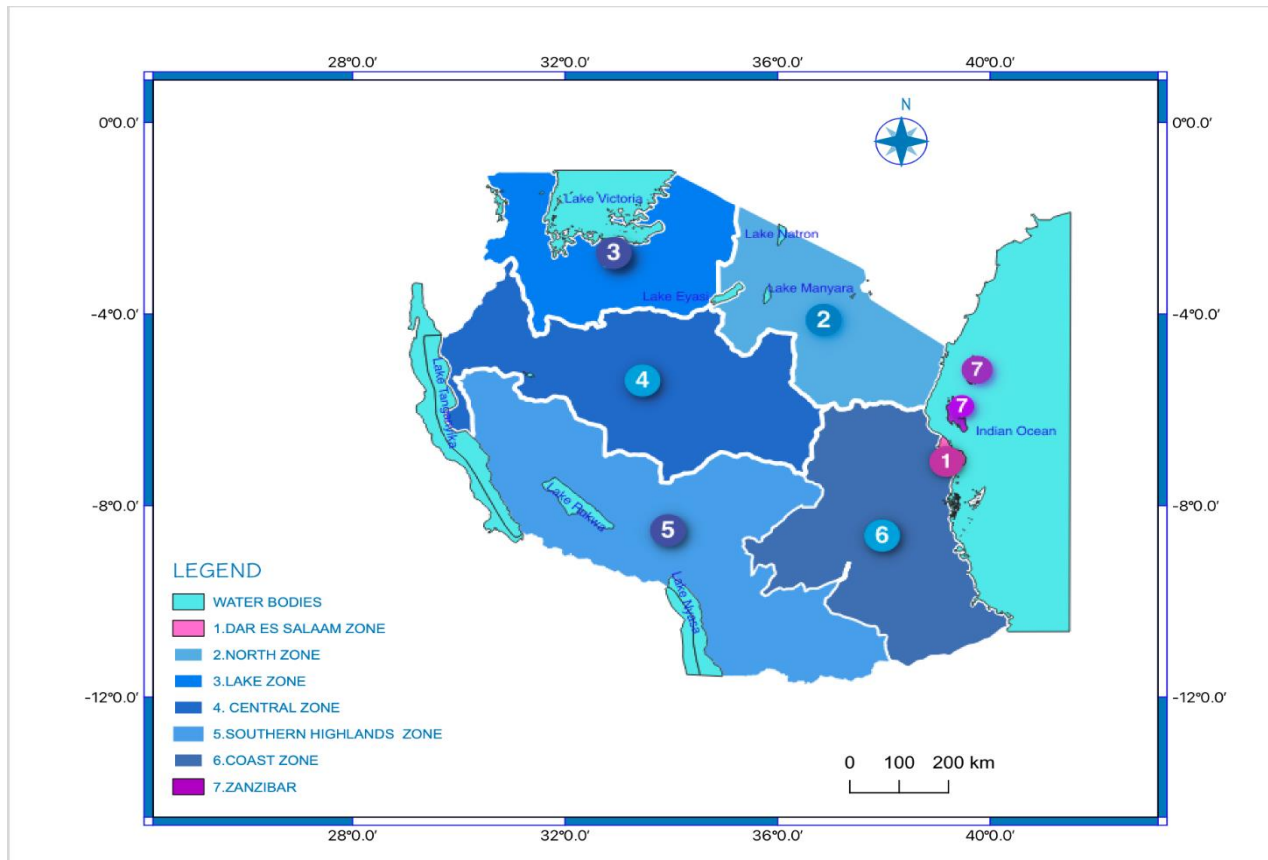 28°0.0′ 32°0.0′ 36°0.0′ 40°0.0′
N
0°0.0′ 0°0.0′
Lake Victoria
Lake Natron
3
Lake Eyasi Lake Manyara
-4°0.0′ 2 -4°0.0′
7
Lake Tanganyika 4
7
Indian Ocean
1
Lake Rukwa
-8°0.0′ -8°0.0′
5 6
Lake Nyasa
LEGEND
WATER BODIES
1.DAR ES SALAAM ZONE
2.NORTH ZONE
3.LAKE ZONE
4. CENTRAL ZONE
5.SOUTHERN HIGHLANDS ZONE
6.COAST ZONE
7.ZANZIBAR
-12°0.0′ -12°0.0′
0 100 200 km
28°0.0′ 32°0.0′ 36°0.0′ 40°0.0′